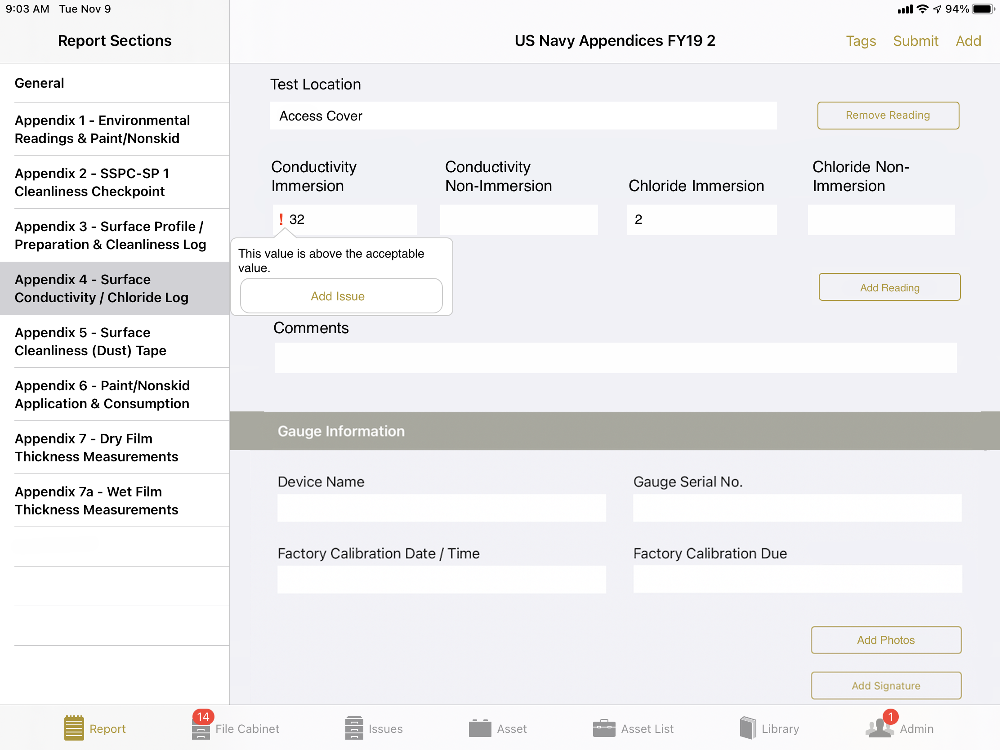 9:03 AM Tue Nov 9
94%
Report Sections
US Navy Appendices FY19 2
Tags Submit Add
General
Appendix 1 - Environmental
Readings & Paint/Nonskid
Appendix 2 - SSPC-SP 1
Cleanliness Checkpoint
Appendix 3 - Surface Profile /
Preparation & Cleanliness Log
Appendix 4 - Surface
Conductivity / Chloride Log
Appendix 5 - Surface
Cleanliness (Dust) Tape
Appendix 6 - Paint/Nonskid
Application & Consumption
Appendix 7 - Dry Film
Thickness Measurements
Appendix 7a - Wet Film
Thickness Measurements
Test Location
Access Cover
Remove Reading
Conductivity
Immersion
Conductivity
Non-Immersion
Chloride Immersion
Chloride Non-
Immersion
! 32
2
This value is above the acceptable
value.
Add Issue
Add Reading
Comments
Gauge Information
Device Name
Gauge Serial No.
Factory Calibration Date / Time
Factory Calibration Due
Add Photos
Add Signature
Report
14
File Cabinet
Issues
Asset
Asset List
Library
1
Admin